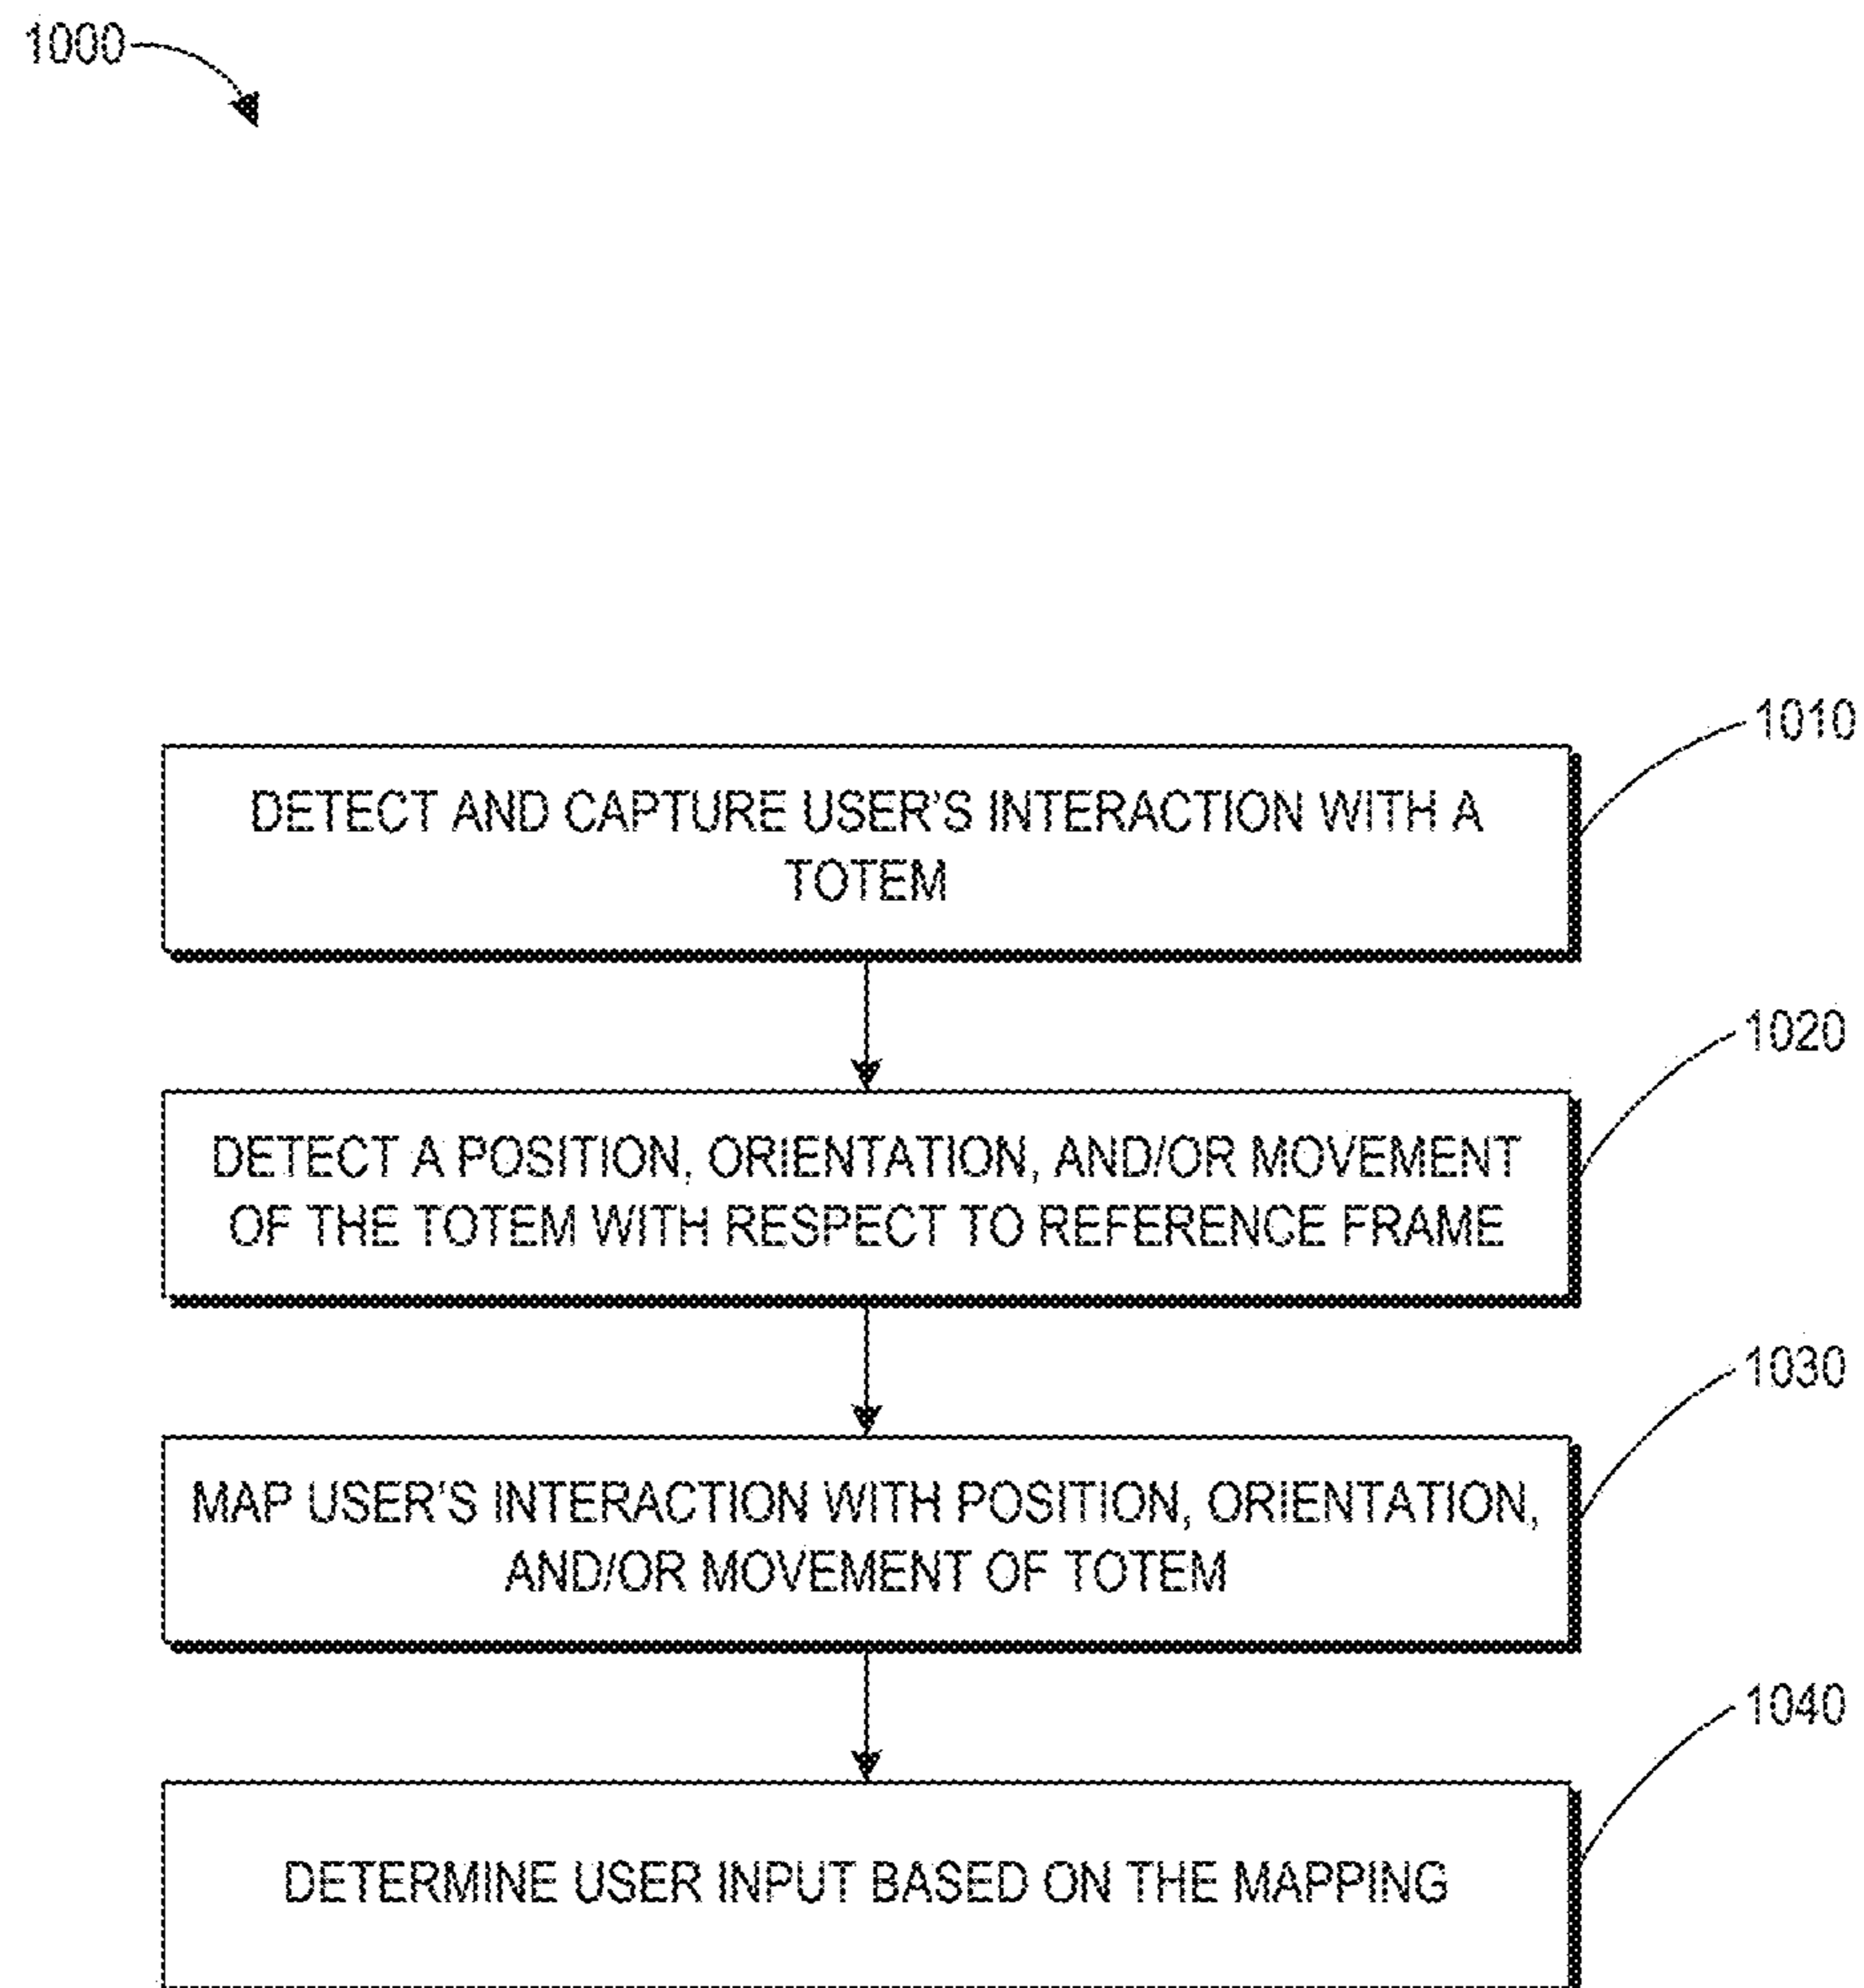 1000
1010
DETECT AND CAPTURE USER'S INTERACTION WITH A
TOTEM
1020
DETECT A POSITION, ORIENTATION, AND/OR MOVEMENT
OF THE TOTEM WITH RESPECT TO REFERENCE FRAME
1030
MAP USER'S INTERACTION WITH POSITION, ORIENTATION,
AND/OR MOVEMENT OF TOTEM
1040
DETERMINE USER INPUT BASED ON THE MAPPING